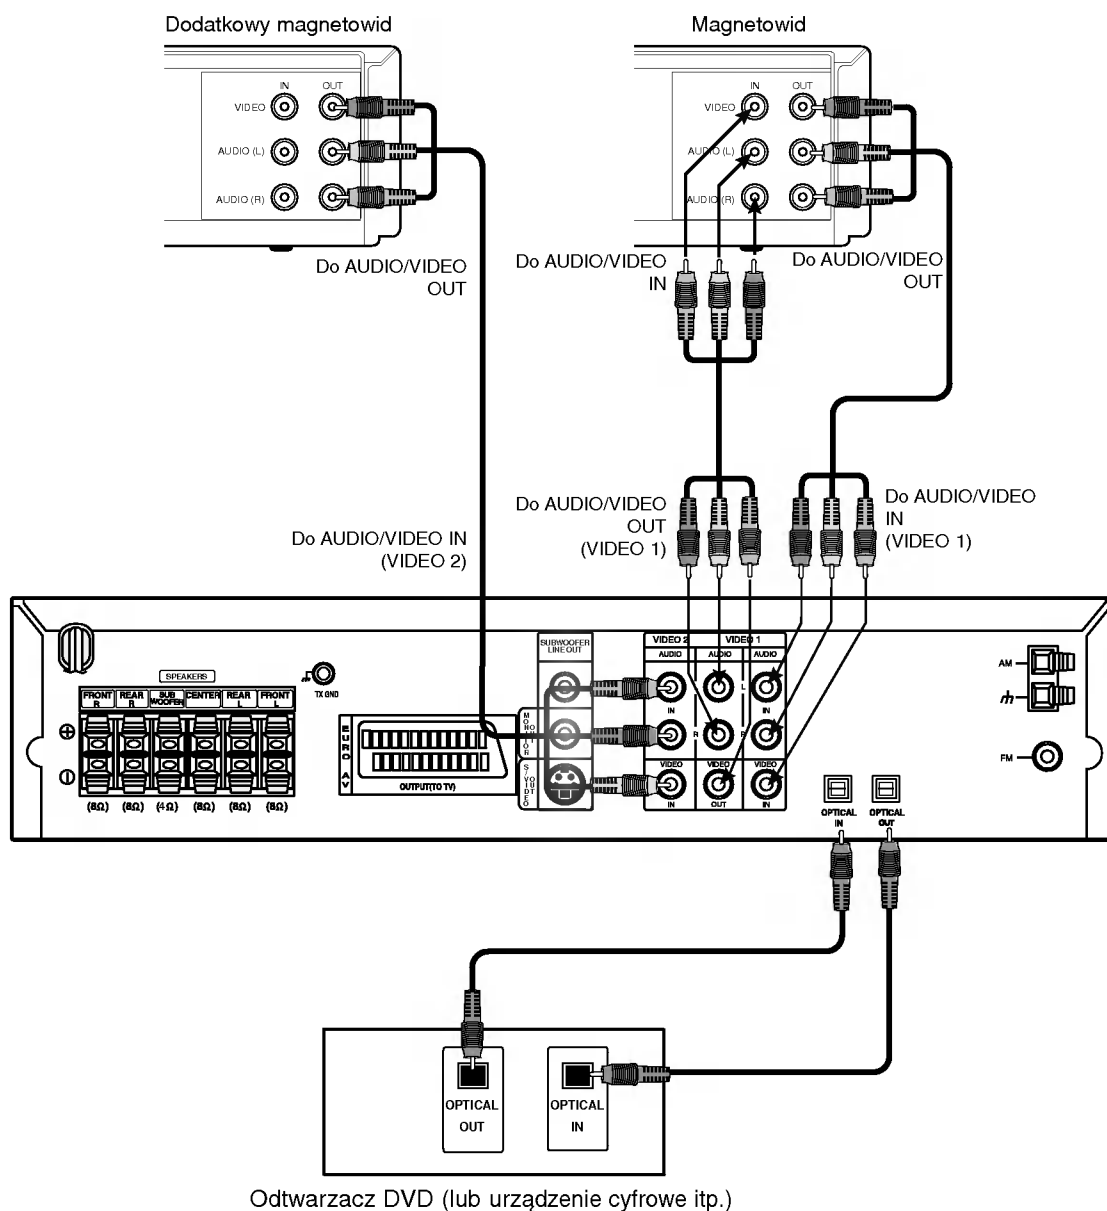 Dodatkowy magnetowid
Magnetowid
IN OUT
VIDEO
AUDIO (L)
AUDIO (R)
IN OUT
VIDEO
AUDIO (L)
AUDIO (R)
Do AUDIO/VIDEO
OUT
Do AUDIO/VIDEO
IN
Do AUDIO/VIDEO
OUT
Do AUDIO/VIDEO IN
(VIDEO 2)
Do AUDIO/VIDEO
OUT
(VIDEO 1)
Do AUDIO/VIDEO
IN
(VIDEO 1)
SPEAKERS
FRONT R
REAR R
SUB WOOFER
CENTER
REAR L
FRONT L
(8Ω) (8Ω) (4Ω) (8Ω) (8Ω) (8Ω)
TX GND
EURO AV
OUTPUT(TO TV)
SUBWOOFER
LINE OUT
MONITOR OUT
S/VIDEO OUT
VIDEO 2 VIDEO 1
AUDIO AUDIO AUDIO
L
IN IN
R R
VIDEO VIDEO VIDEO
IN OUT IN
AM
FM
OPTICAL
IN
OPTICAL
OUT
OPTICAL
OUT
OPTICAL
IN
Odtwarzacz DVD (lub urządzenie cyfrowe itp.)